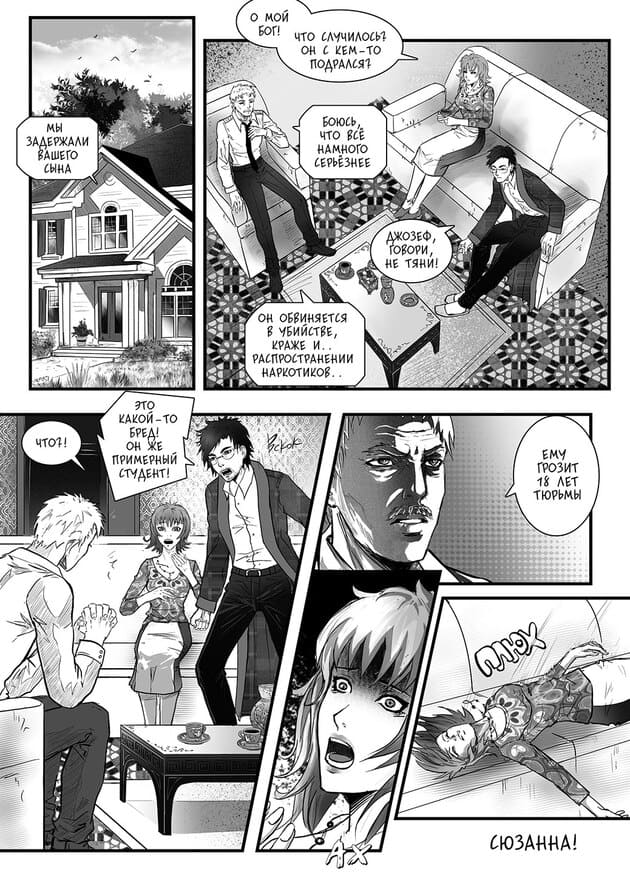 МЫ
ЗАДЕРЖАЛИ
ВАШЕГО
СЫНА
О МОЙ
БОГ!
ЧТО СЛУЧИЛОСЬ?
ОН С КЕМ-ТО
ПОДРАЛСЯ?
БОЮСЬ,
ЧТО ВСЁ
НАМНОГО
СЕРЬЁЗНЕЕ
ДЖОЗЕФ,
ГОВОРИ,
НЕ ТЯНИ!
ОН ОБВИНЯЕТСЯ
В УБИЙСТВЕ,
КРАЖЕ И..
РАСПРОСТРАНЕНИИ
НАРКОТИКОВ..
ЧТО?!
ЭТО
КАКОЙ-ТО
БРЕД!
ОН ЖЕ
ПРИМЕРНЫЙ
СТУДЕНТ!
Вскок
ЕМУ
ГРОЗИТ
18 ЛЕТ
ТЮРЬМЫ
АХ
ПЛЮХ
СЮЗАННА!